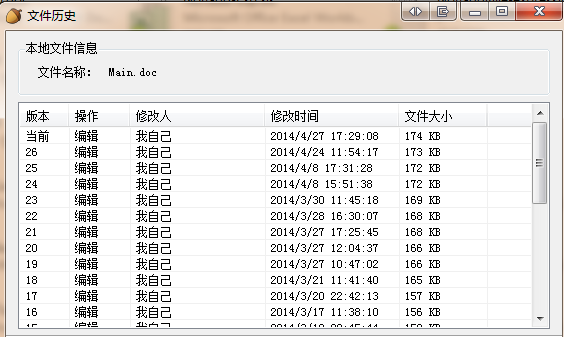 文件历史
本地文件信息
文件名称： Main.doc
版本 操作 修改人 修改时间 文件大小
当前 编辑 我自己 2014/4/27 17:29:08 174 KB
26 编辑 我自己 2014/4/24 11:54:17 173 KB
25 编辑 我自己 2014/4/8 17:31:28 172 KB
24 编辑 我自己 2014/4/8 15:51:38 172 KB
23 编辑 我自己 2014/3/30 11:45:18 169 KB
22 编辑 我自己 2014/3/28 16:30:07 168 KB
21 编辑 我自己 2014/3/27 17:25:45 168 KB
20 编辑 我自己 2014/3/27 12:04:37 166 KB
19 编辑 我自己 2014/3/27 10:47:02 166 KB
18 编辑 我自己 2014/3/21 11:41:40 165 KB
17 编辑 我自己 2014/3/20 22:42:13 157 KB
16 编辑 我自己 2014/3/17 11:38:10 156 KB